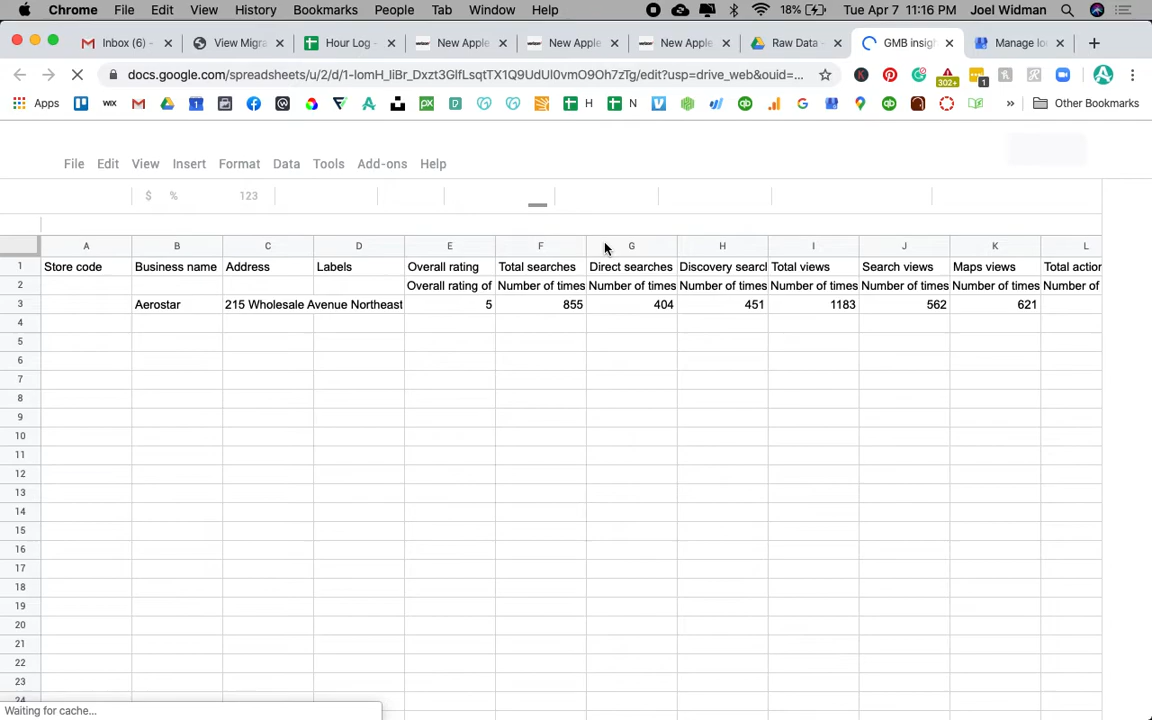 Chrome File Edit View History Bookmarks People Tab Window Help 18% Tue Apr 7 11:16 PM Joel Widman
Inbox (6) - View Migra Hour Log - New Apple New Apple New Apple Raw Data - GMB insig Manage lo
docs.google.com/spreadsheets/u/2/d/1-lomH_IiBr_Dxzt3GlfLsqtTX1Q9UdUl0vmO9Oh7zTg/edit?usp=drive_web&ouid=... 302+ 1
Apps WIX H N » Other Bookmarks
File Edit View Insert Format Data Tools Add-ons Help
$ % 123
A B C D E F G H I J K L
1 Store code Business name Address Labels Overall rating Total searches Direct searches Discovery searcl Total views Search views Maps views Total action
2 Overall rating of Number of times Number of times Number of times Number of times Number of times Number of times Number of
3 Aerostar 215 Wholesale Avenue Northeast 5 855 404 451 1183 562 621
4
5
6
7
8
9
10
11
12
13
14
15
16
17
18
19
20
21
22
23
24
Waiting for cache...